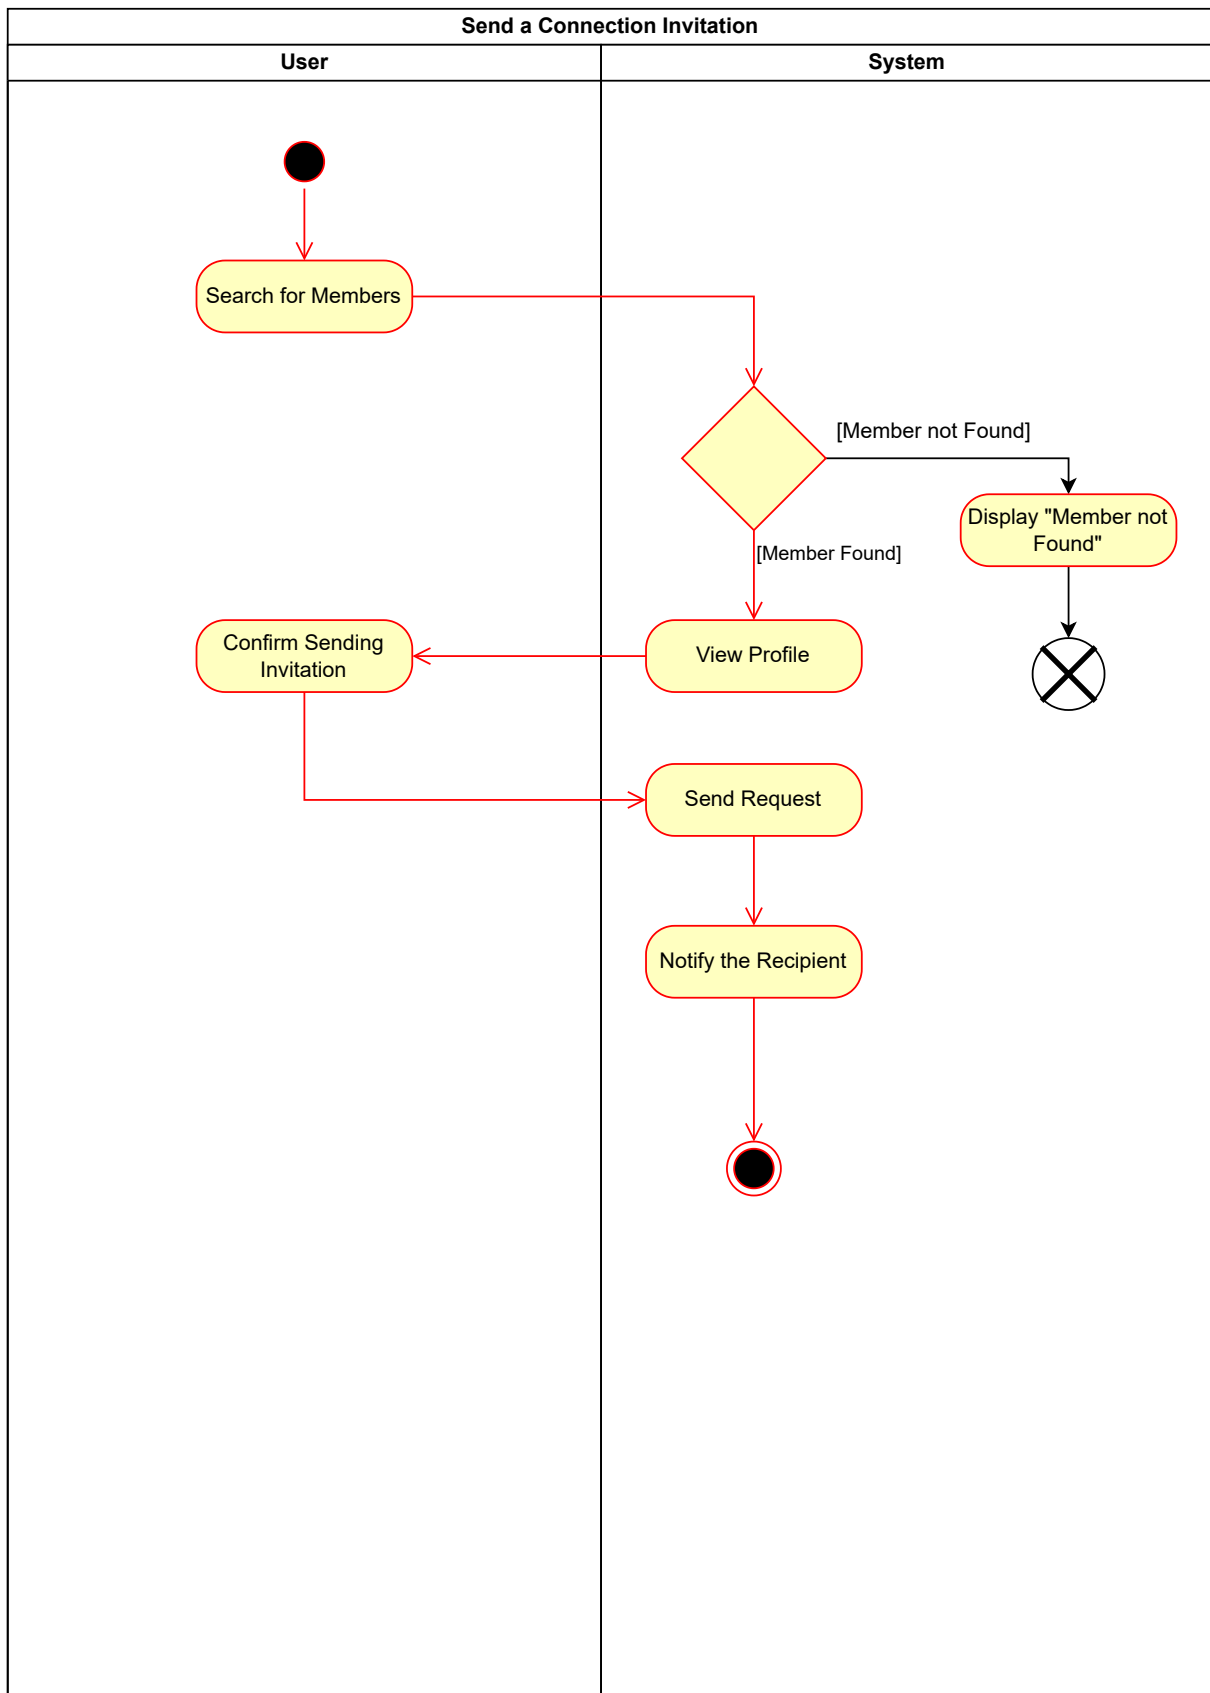 Send a Connection Invitation
User
System
Search for Members
[Member not Found]
Display "Member not
Found"
[Member Found]
Confirm Sending
Invitation
View Profile
Send Request
Notify the Recipient